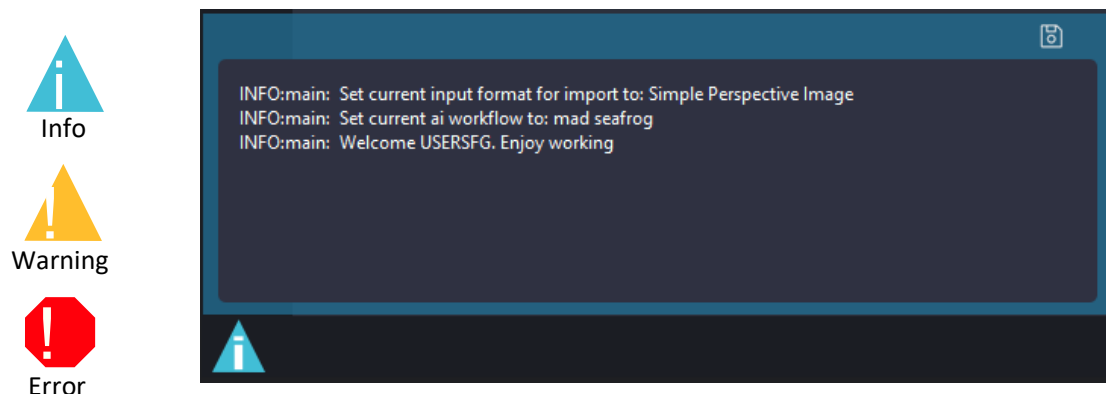 Info
Warning
Error
INFO:main: Set current input format for import to: Simple Perspective Image
INFO:main: Set current ai workflow to: mad seafrog
INFO:main: Welcome USERSFG. Enjoy working